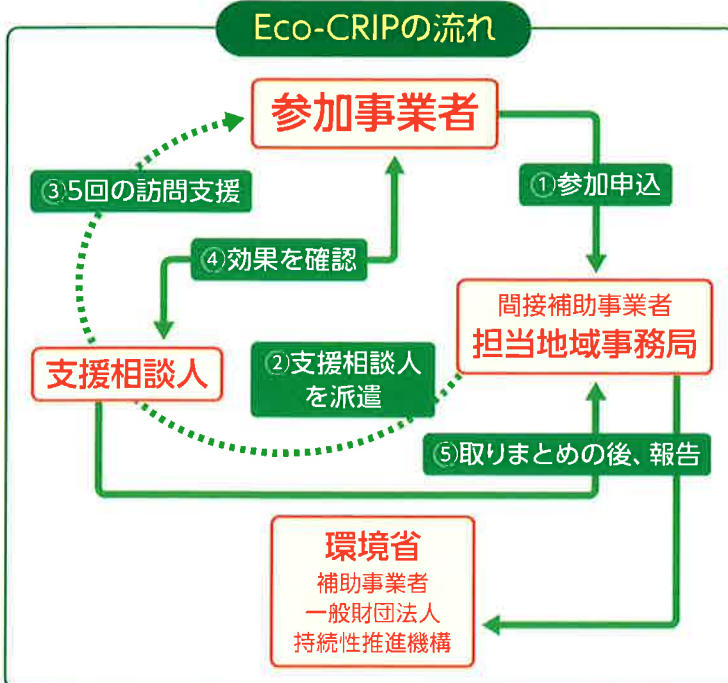 Eco-CRIPの流れ
参加事業者
③5回の訪問支援
①参加申込
④効果を確認
間接補助事業者
担当地域事務局
支援相談人
②支援相談人
を派遣
⑤取りまとめの後、報告
環境省
補助事業者
一般財団法人
持続性推進機構